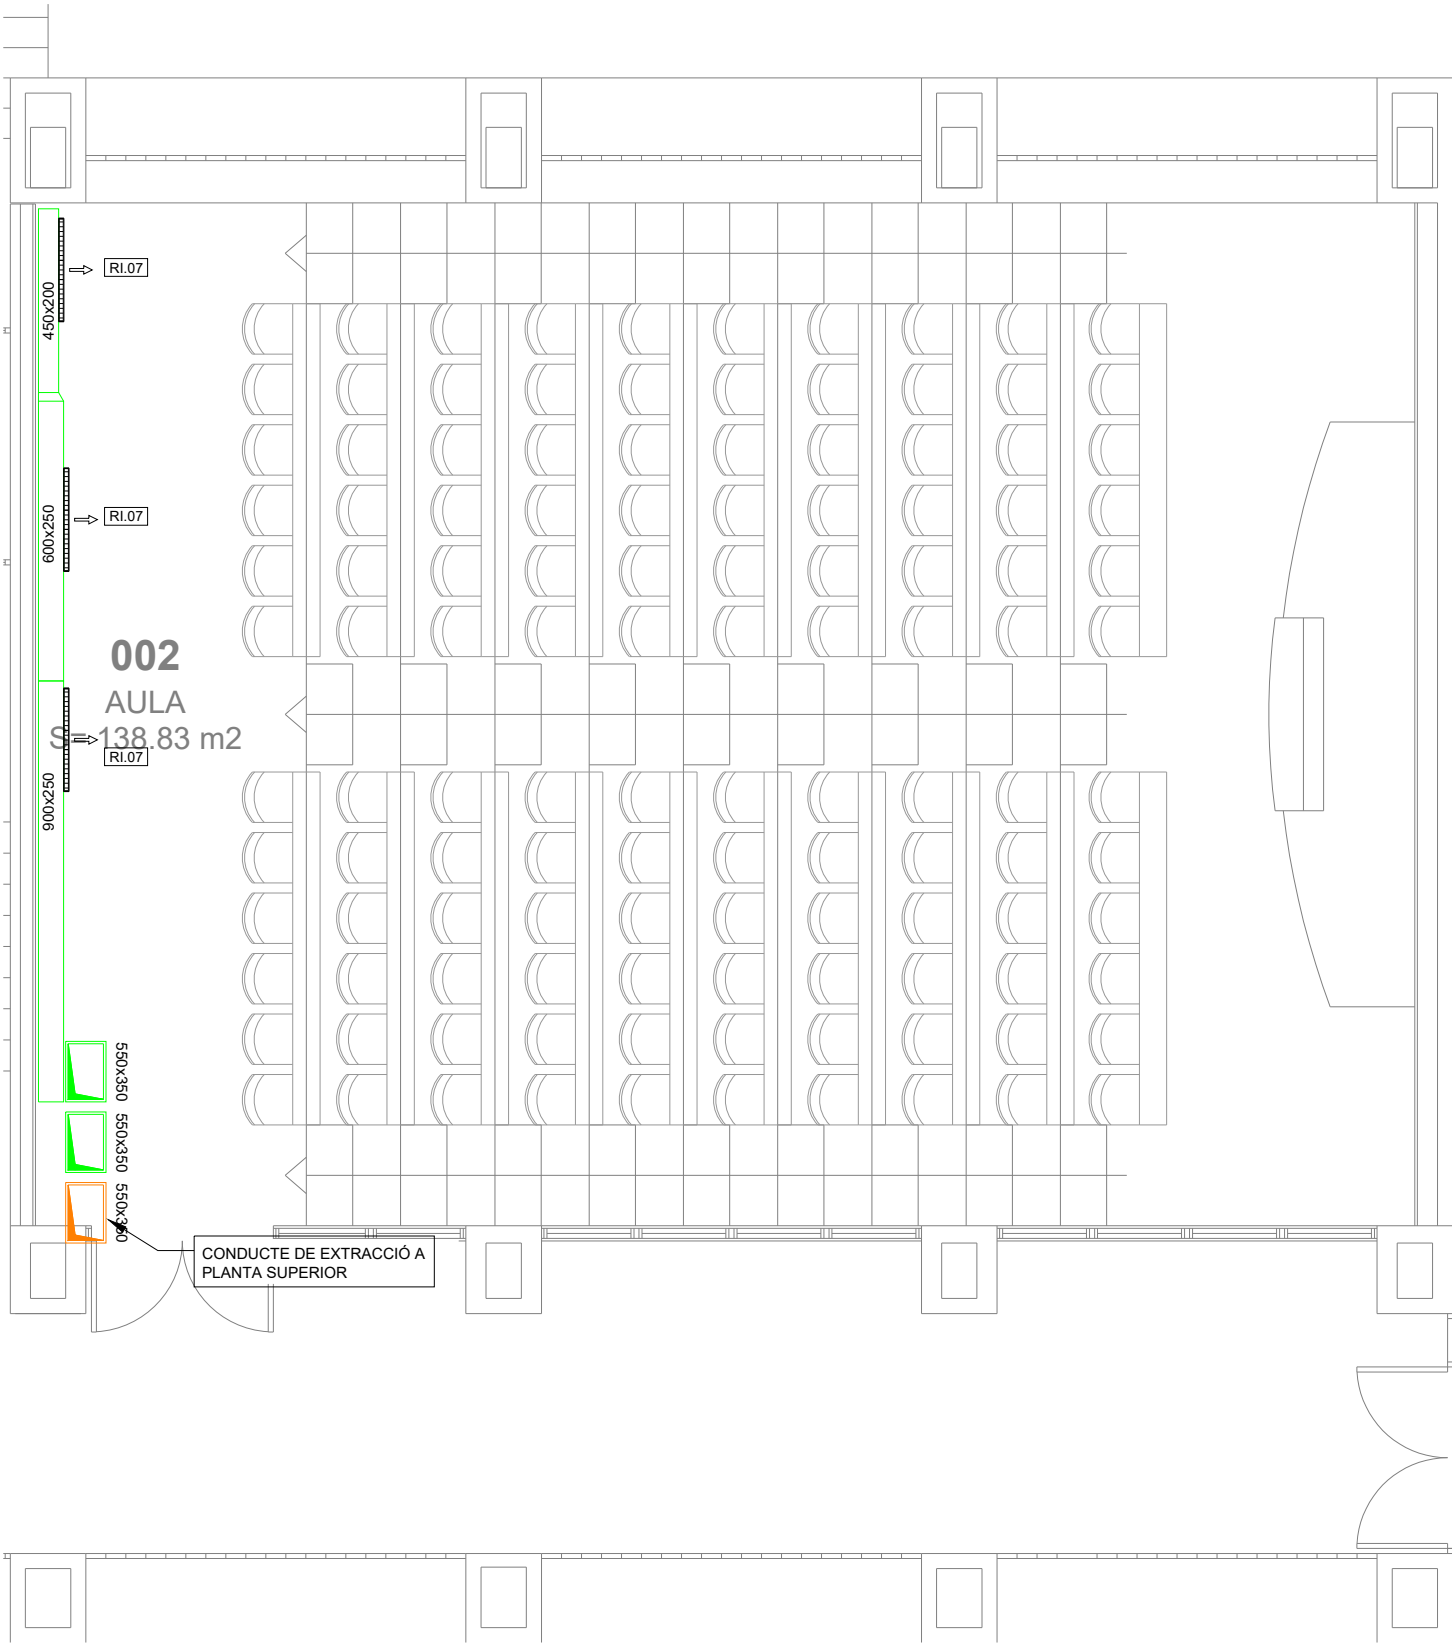 RI.07
450x200
RI.07
600x250
002
AULA
S= 138.83 m2
RI.07
900x250
550x350
550x350
550x350
CONDUCTE DE EXTRACCIÓ A
PLANTA SUPERIOR